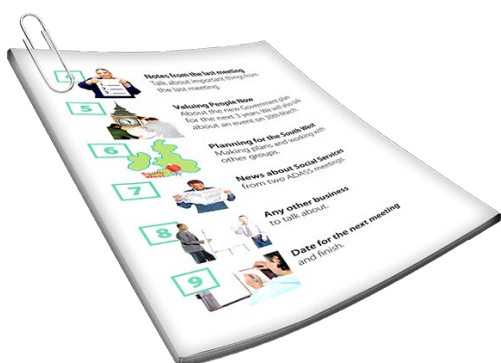 4
Notes from the last meeting
Talk about important things from
the last meeting.
5
Valuing People Now
About the new Government plan
for the next 3 years. We will also talk
about an event on 30th March
6
Planning for the South West
Making plans and working with
other groups.
South
West
7
News about Social Services
from two ADASS meetings.
8
Any other business
to talk about.
9
Date for the next meeting
and finish.